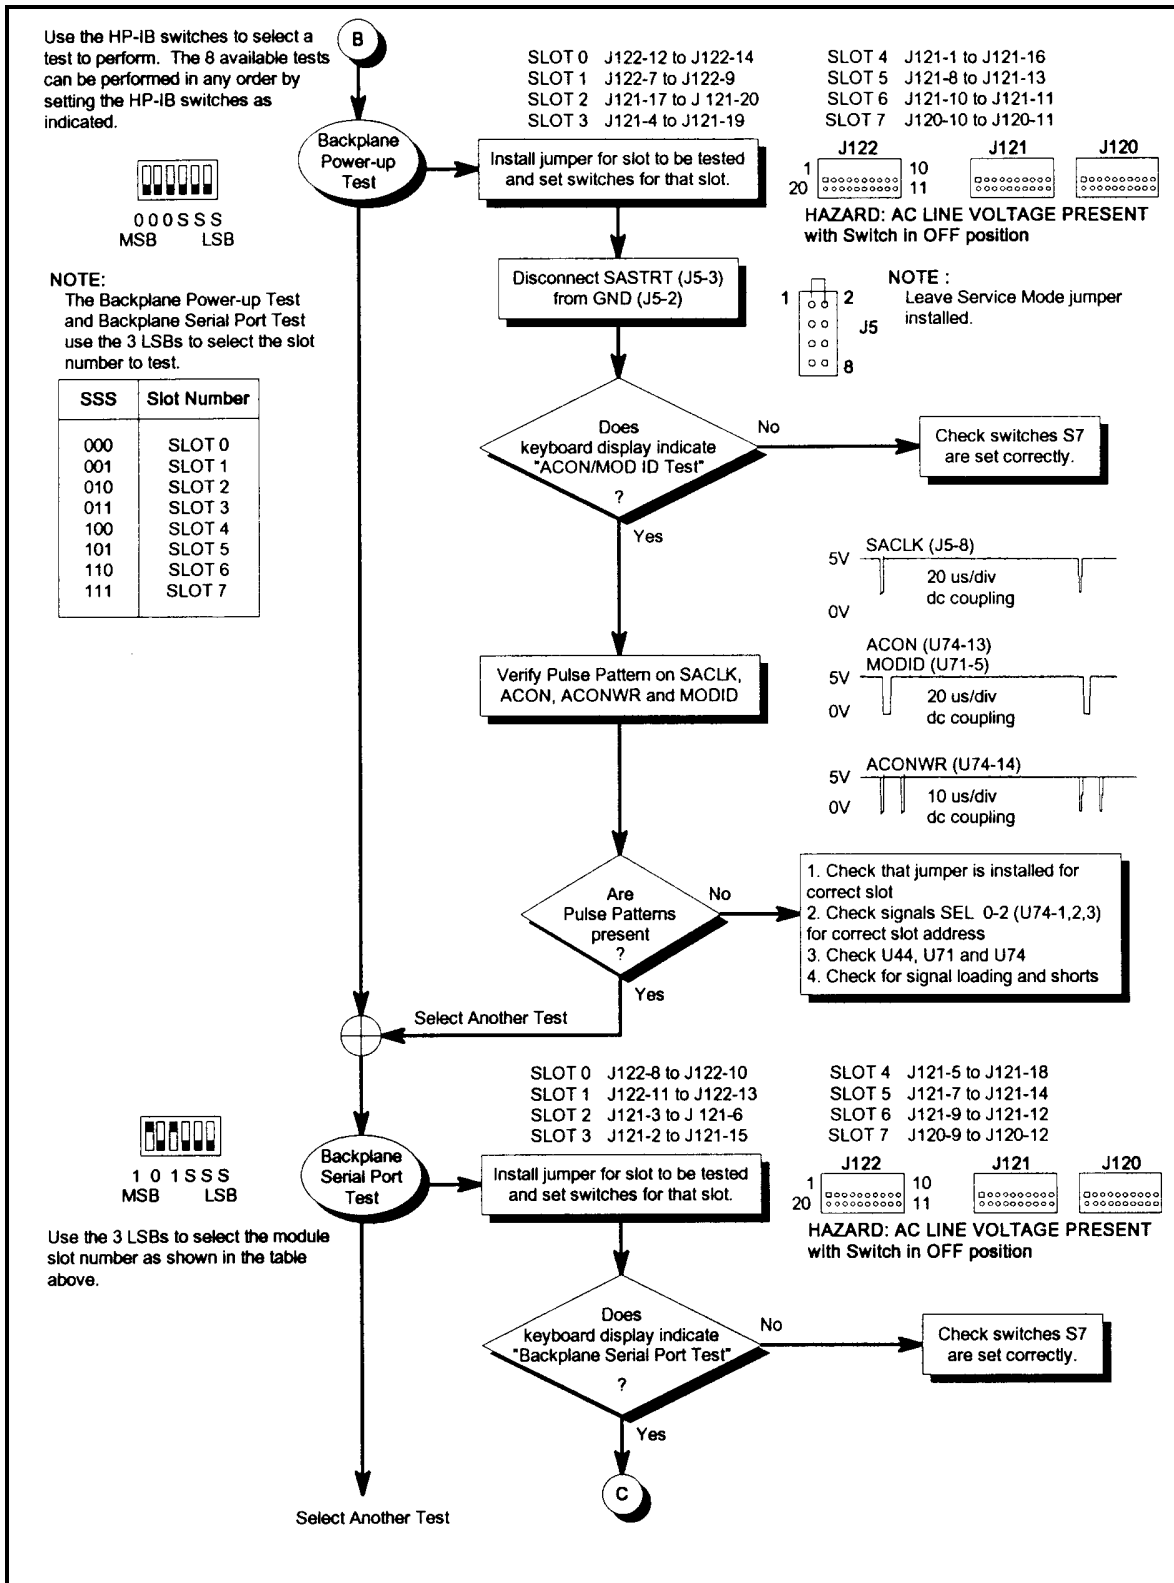 Use the HP-IB switches to select a
test to perform. The 8 available tests
can be performed in any order by
setting the HP-IB switches as
indicated.
B
SLOT 0 J122-12 to J122-14
SLOT 1 J122-7 to J122-9
SLOT 2 J121-17 to J 121-20
SLOT 3 J121-4 to J121-19
SLOT 4 J121-1 to J121-16
SLOT 5 J121-8 to J121-13
SLOT 6 J121-10 to J121-11
SLOT 7 J120-10 to J120-11
0 0 0 S S S
MSB LSB
Backplane
Power-up
Test
Install jumper for slot to be tested
and set switches for that slot.
J122 J121 J120
1 10
20 11
HAZARD: AC LINE VOLTAGE PRESENT
with Switch in OFF position
NOTE:
The Backplane Power-up Test
and Backplane Serial Port Test
use the 3 LSBs to select the slot
number to test.
Disconnect SASTRT (J5-3)
from GND (J5-2)
1 2
J5
8
NOTE :
Leave Service Mode jumper
installed.
SSS Slot Number
000 SLOT 0
001 SLOT 1
010 SLOT 2
011 SLOT 3
100 SLOT 4
101 SLOT 5
110 SLOT 6
111 SLOT 7
Does
keyboard display indicate
"ACON/MOD ID Test"
?
No
Check switches S7
are set correctly.
Yes
SACLK (J5-8)
5V
20 us/div
dc coupling
0V
Verify Pulse Pattern on SACLK,
ACON, ACONWR and MODID
ACON (U74-13)
MODID (U71-5)
5V
20 us/div
0V
dc coupling
ACONWR (U74-14)
5V
10 us/div
0V
dc coupling
Are
Pulse Patterns
present
?
No
1. Check that jumper is installed for
correct slot
2. Check signals SEL 0-2 (U74-1,2,3)
for correct slot address
3. Check U44, U71 and U74
4. Check for signal loading and shorts
Yes
Select Another Test
SLOT 0 J122-8 to J122-10
SLOT 1 J122-11 to J122-13
SLOT 2 J121-3 to J 121-6
SLOT 3 J121-2 to J121-15
SLOT 4 J121-5 to J121-18
SLOT 5 J121-7 to J121-14
SLOT 6 J121-9 to J121-12
SLOT 7 J120-9 to J120-12
1 0 1 S S S
MSB LSB
Backplane
Serial Port
Test
Install jumper for slot to be tested
and set switches for that slot.
J122 J121 J120
1 10
20 11
HAZARD: AC LINE VOLTAGE PRESENT
with Switch in OFF position
Use the 3 LSBs to select the module
slot number as shown in the table
above.
Does
keyboard display indicate
"Backplane Serial Port Test"
?
No
Check switches S7
are set correctly.
Yes
C
Select Another Test